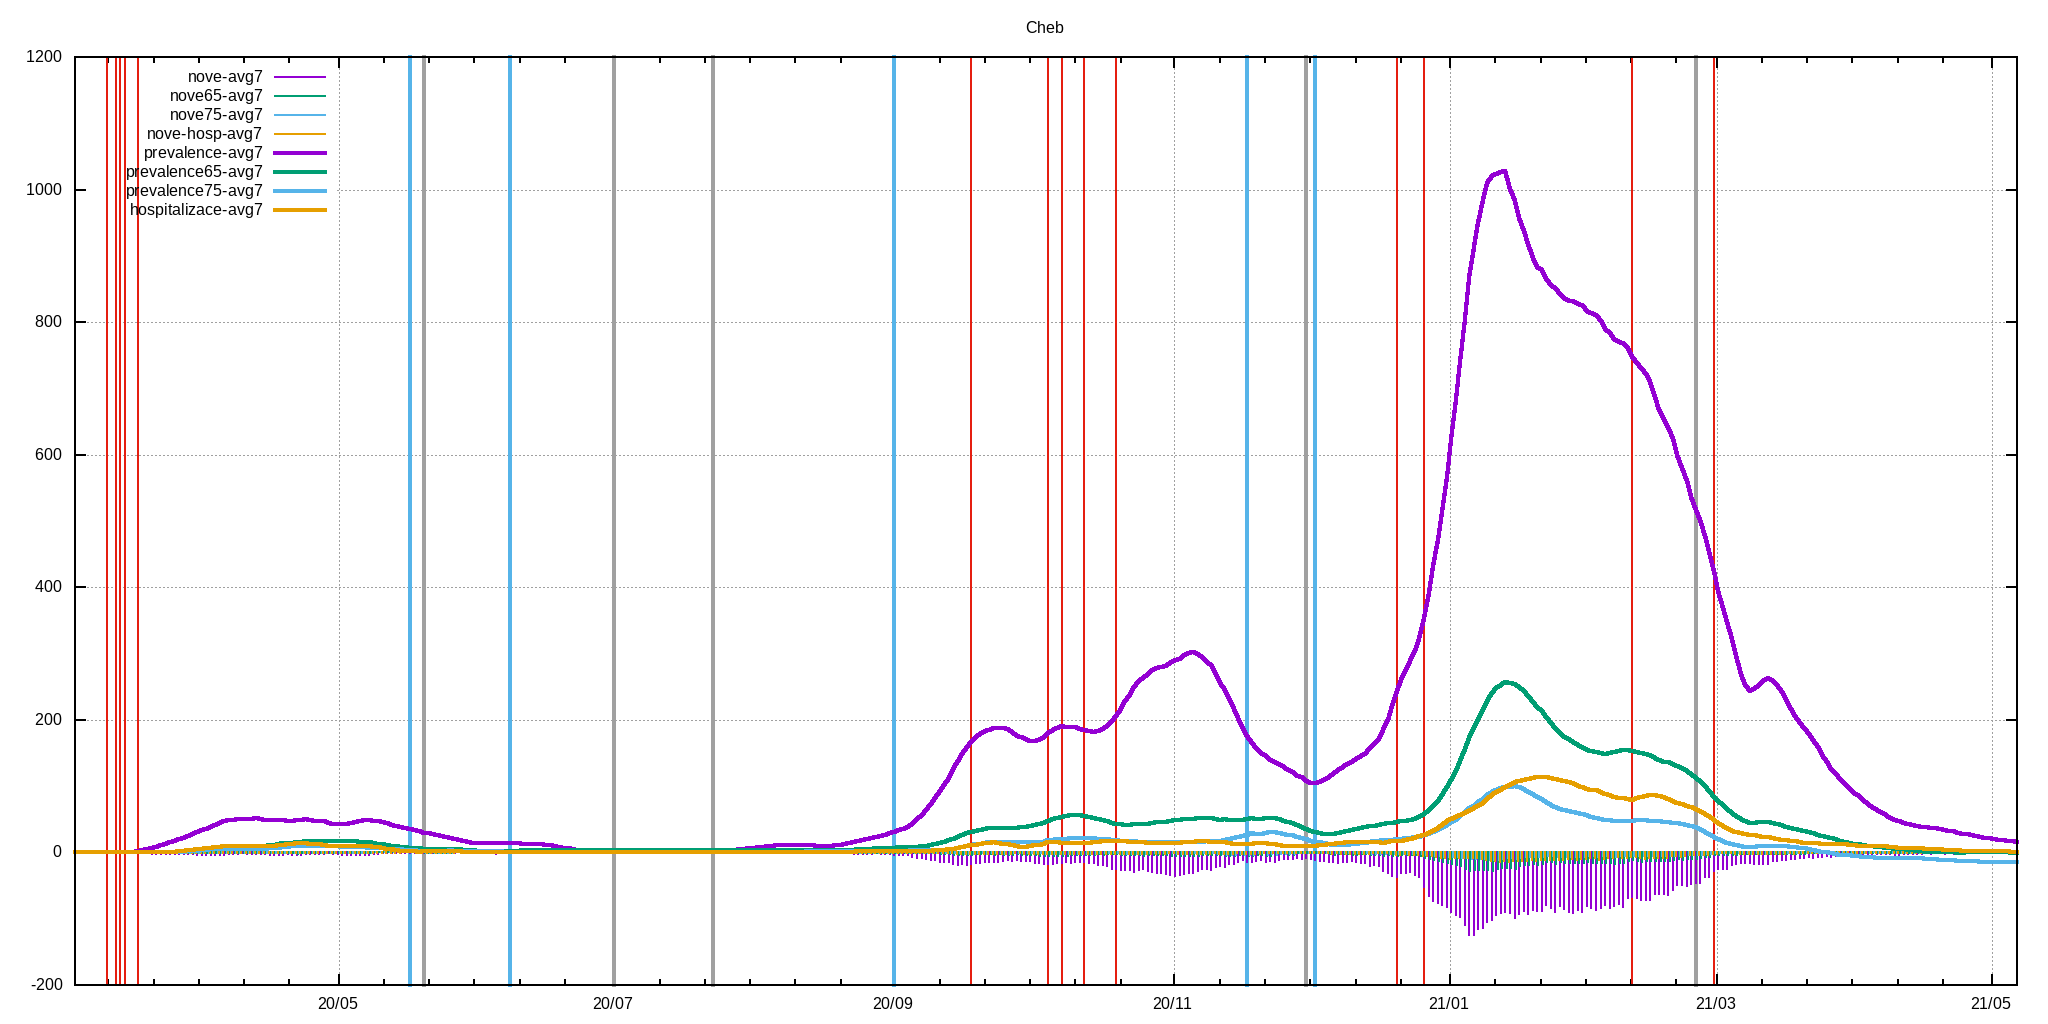 Cheb
1200
1000
800
600
400
200
0
-200
nove-avg7
nove65-avg7
nove75-avg7
nove-hosp-avg7
prevalence-avg7
prevalence65-avg7
prevalence75-avg7
hospitalizace-avg7
20/05 20/07 20/09 20/11 21/01 21/03 21/05